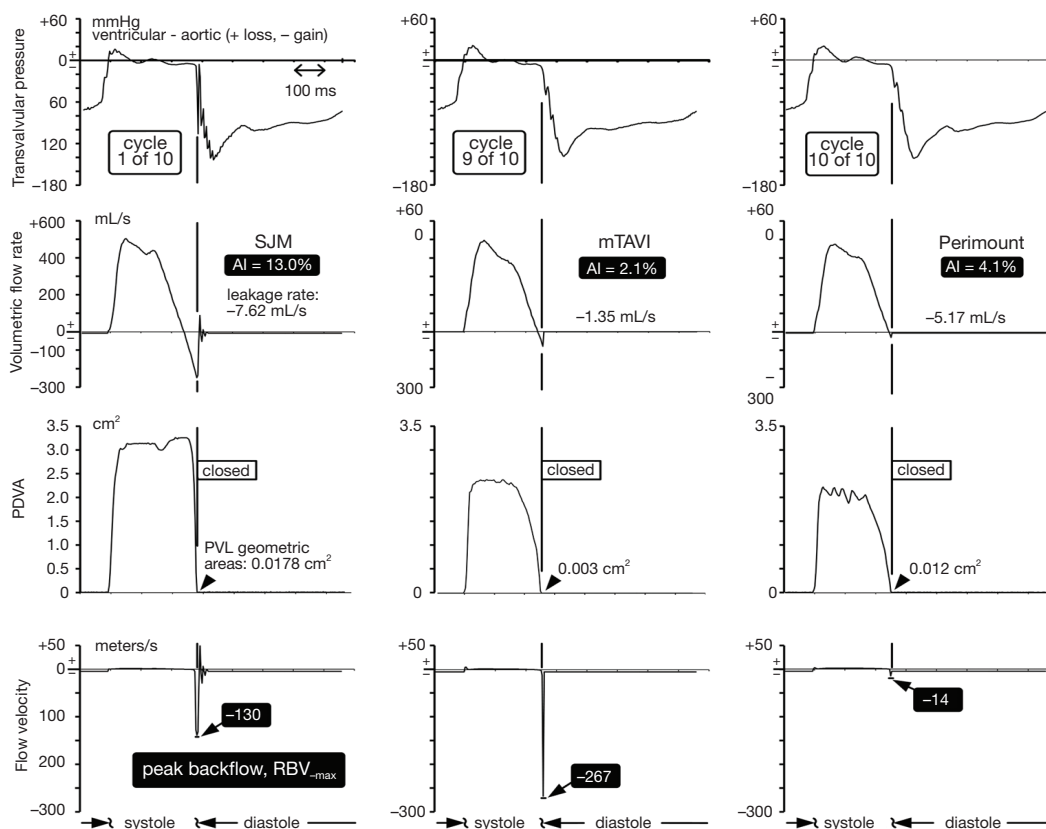 +60
mmHg
ventricular - aortic (+ loss, – gain)
0
+
–
60
120
–180
Transvalvular pressure
100 ms
cycle
1 of 10
+60
0
+
–
–180
cycle
9 of 10
+60
0
+
–
–180
cycle
10 of 10
+600
mL/s
400
200
0
+
–
–100
–200
–300
Volumetric flow rate
SJM
AI = 13.0%
leakage rate:
–7.62 mL/s
+60
0
+
–
300
mTAVI
AI = 2.1%
–1.35 mL/s
+60
0
+
–
–
300
Perimount
AI = 4.1%
–5.17 mL/s
3.5
cm²
3.0
2.5
2.0
1.5
1.0
0.5
0
PDVA
closed
PVL geometric
areas: 0.0178 cm²
3.5
0
closed
0.003 cm²
3.5
0
closed
0.012 cm²
+50
meters/s
+
0
–
100
200
–300
Flow velocity
–130
peak backflow, RBV–max
+50
+
–
–300
–267
+50
+
0
–
–300
–14
systole
diastole
systole
diastole
systole
diastole